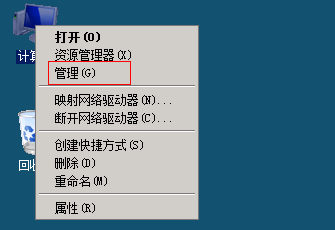 计算
打开(O)
资源管理器(X)
管理(G)
映射网络驱动器(N)...
断开网络驱动器(C)...
创建快捷方式(S)
回收
删除(D)
重命名(M)
属性(R)